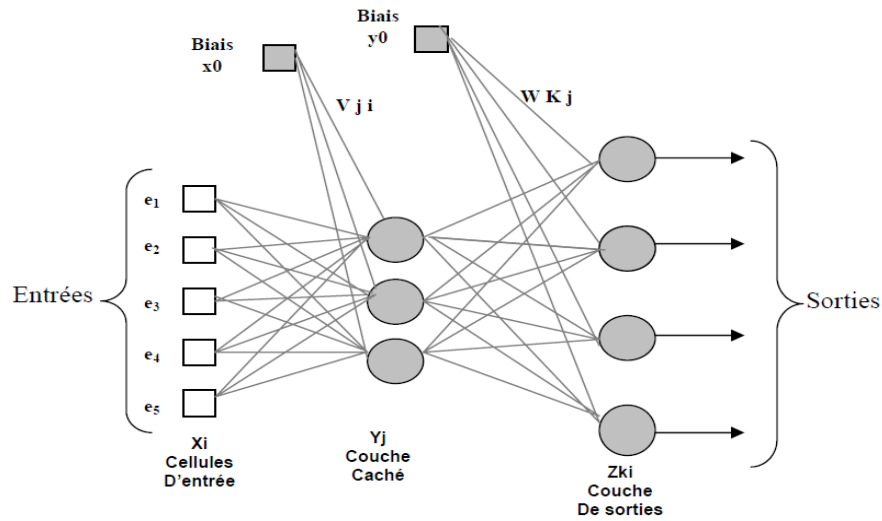 Biais
x0
Biais
y0
V j i
W K j
e1
e2
e3
e4
e5
Entrées
Sorties
Xi
Cellules
D'entrée
Yj
Couche
Caché
Zki
Couche
De sorties